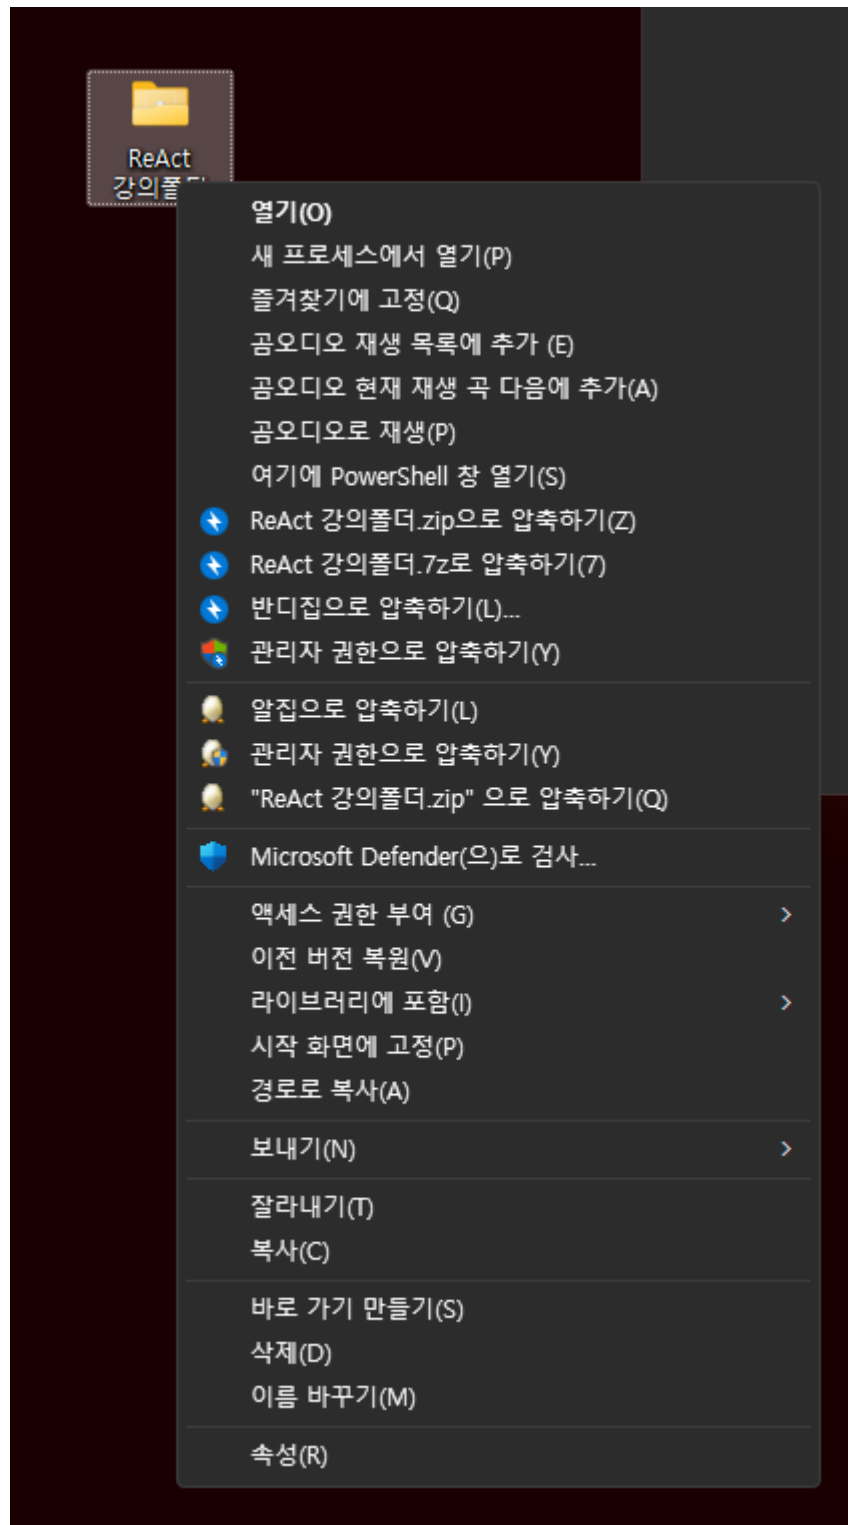 ReAct
강의폴더
열기(O)
새 프로세스에서 열기(P)
즐겨찾기에 고정(Q)
곰오디오 재생 목록에 추가 (E)
곰오디오 현재 재생 곡 다음에 추가(A)
곰오디오로 재생(P)
여기에 PowerShell 창 열기(S)
ReAct 강의폴더.zip으로 압축하기(Z)
ReAct 강의폴더.7z로 압축하기(7)
반디집으로 압축하기(L)...
관리자 권한으로 압축하기(Y)
알집으로 압축하기(L)
관리자 권한으로 압축하기(Y)
"ReAct 강의폴더.zip" 으로 압축하기(Q)
Microsoft Defender(으)로 검사...
액세스 권한 부여 (G)
이전 버전 복원(V)
라이브러리에 포함(I)
시작 화면에 고정(P)
경로로 복사(A)
보내기(N)
잘라내기(T)
복사(C)
바로 가기 만들기(S)
삭제(D)
이름 바꾸기(M)
속성(R)